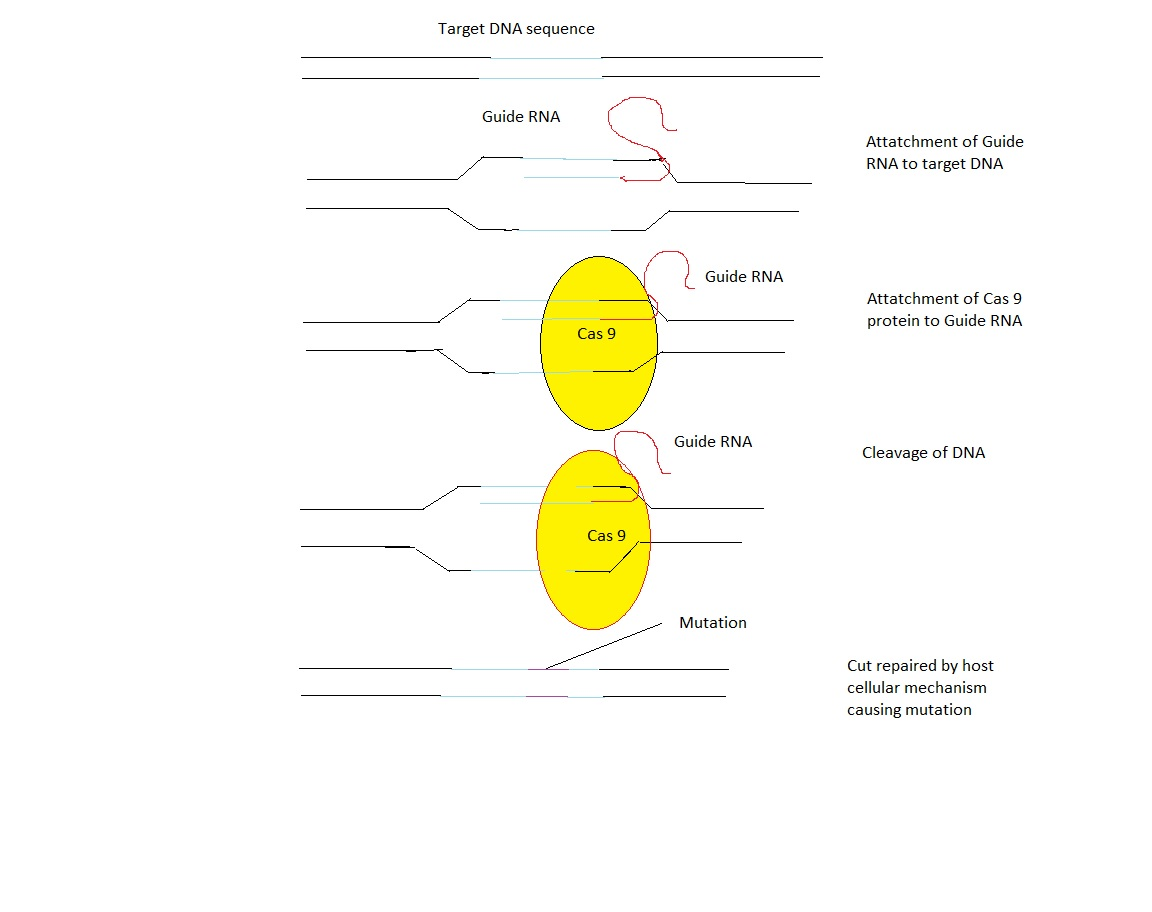 Target DNA sequence
Guide RNA
Attatchment of Guide
RNA to target DNA
Guide RNA
Attatchment of Cas 9
protein to Guide RNA
Cas 9
Guide RNA
Cleavage of DNA
Cas 9
Mutation
Cut repaired by host
cellular mechanism
causing mutation